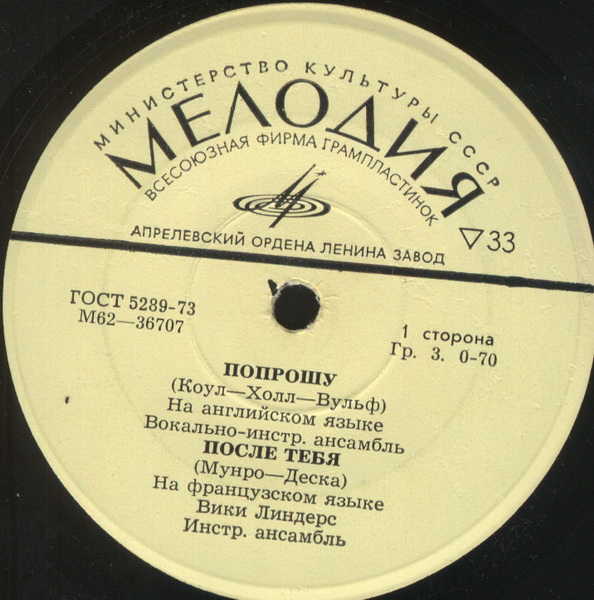 МИНИСТЕРСТВО КУЛЬТУРЫ СССР
МЕЛОДИЯ
ВСЕСОЮЗНАЯ ФИРМА ГРАМПЛАСТИНОК
АПРЕЛЕВСКИЙ ОРДЕНА ЛЕНИНА ЗАВОД
▽33
ГОСТ 5289-73
М62—36707
1 сторона
Гр. 3. 0-70
ПОПРОШУ
(Коул—Холл—Вульф)
На английском языке
Вокально-инстр. ансамбль
ПОСЛЕ ТЕБЯ
(Мунро—Деска)
На французском языке
Вики Линдерс
Инстр. ансамбль